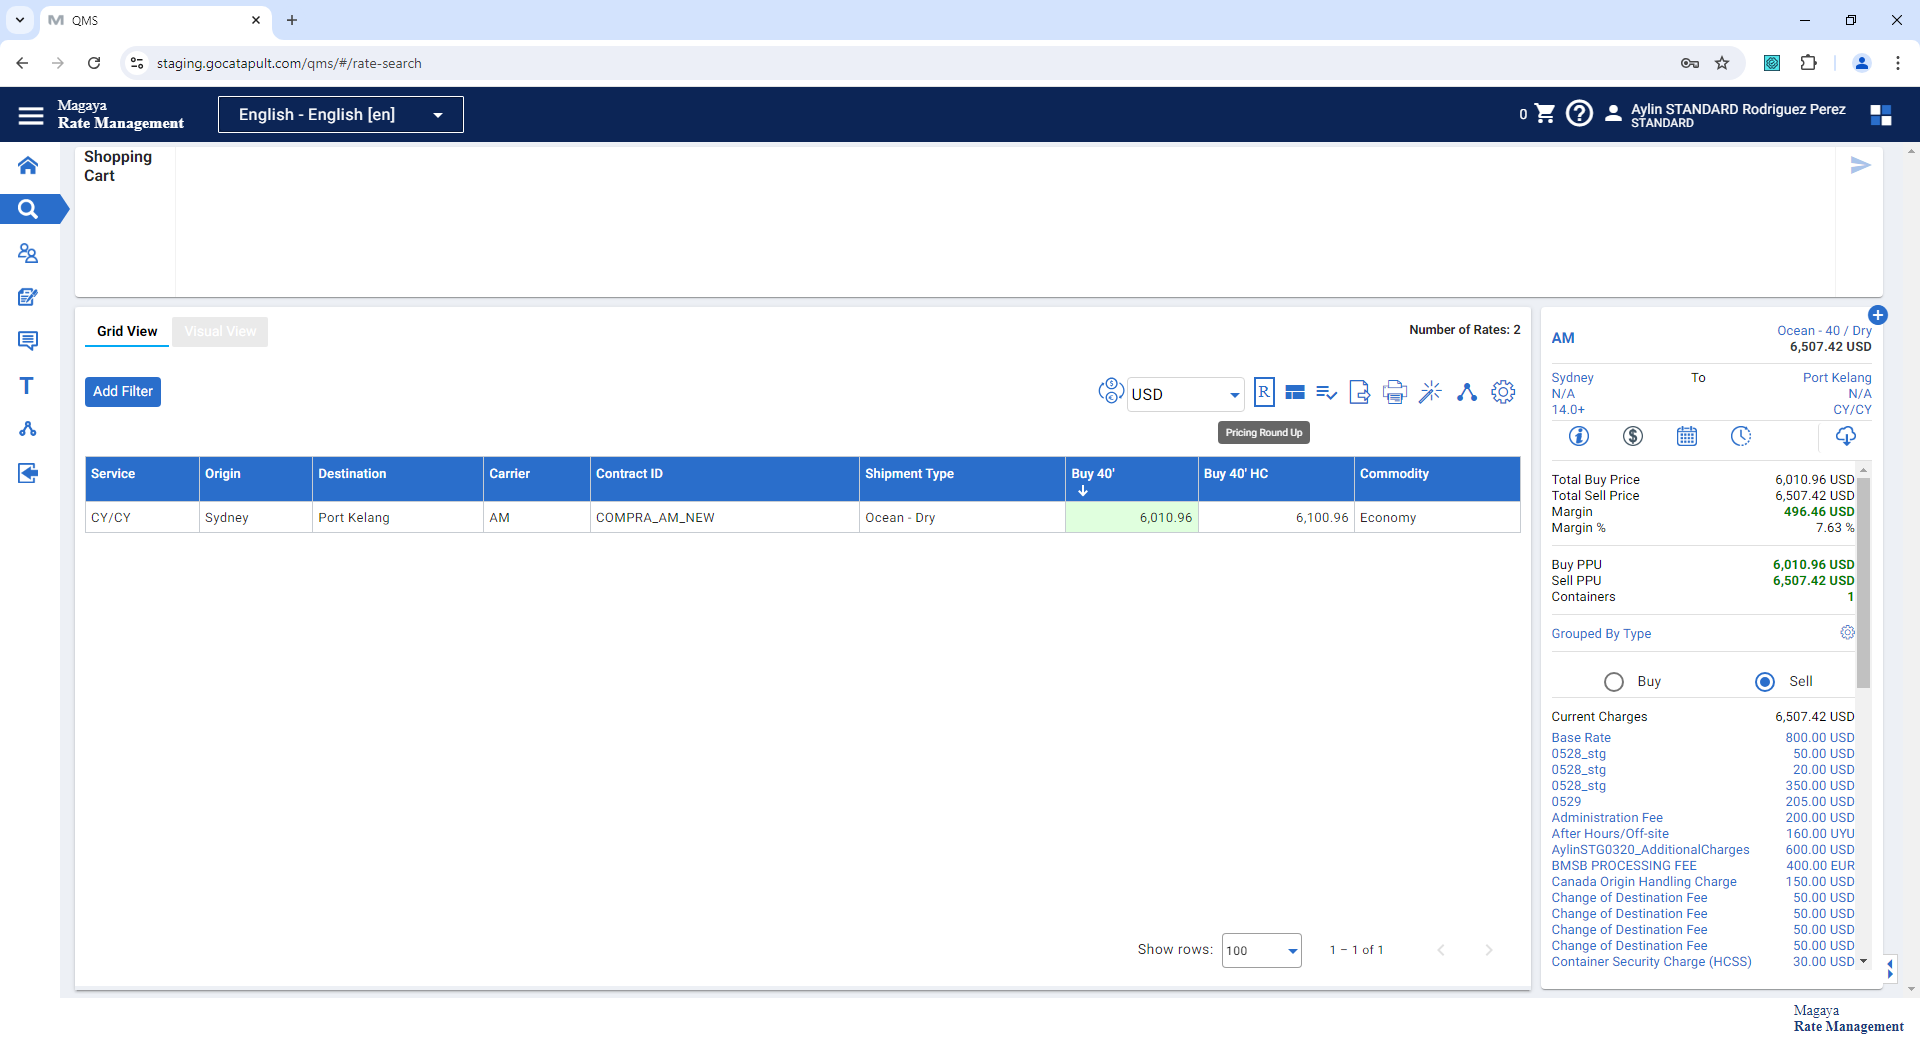 QMS
staging.gocatapult.com/qms/#/rate-search
Magaya
Rate Management
English - English [en]
0
Aylin STANDARD Rodriguez Perez
STANDARD
Shopping
Cart
Grid View
Visual View
Number of Rates: 2
Add Filter
USD
R
Pricing Round Up
Service Origin Destination Carrier Contract ID Shipment Type Buy 40' Buy 40' HC Commodity
CY/CY Sydney Port Kelang AM COMPRA_AM_NEW Ocean - Dry 6,010.96 6,100.96 Economy
Show rows: 100 1 – 1 of 1
AM
Ocean - 40 / Dry
6,507.42 USD
Sydney To Port Kelang
N/A N/A
14.0+ CY/CY
Total Buy Price 6,010.96 USD
Total Sell Price 6,507.42 USD
Margin 496.46 USD
Margin % 7.63 %
Buy PPU 6,010.96 USD
Sell PPU 6,507.42 USD
Containers 1
Grouped By Type
Buy Sell
Current Charges 6,507.42 USD
Base Rate 800.00 USD
0528_stg 50.00 USD
0528_stg 20.00 USD
0528_stg 350.00 USD
0529 205.00 USD
Administration Fee 200.00 USD
After Hours/Off-site 160.00 UYU
AylinSTG0320_AdditionalCharges 600.00 USD
BMSB PROCESSING FEE 400.00 EUR
Canada Origin Handling Charge 150.00 USD
Change of Destination Fee 50.00 USD
Change of Destination Fee 50.00 USD
Change of Destination Fee 50.00 USD
Change of Destination Fee 50.00 USD
Container Security Charge (HCSS) 30.00 USD
Magaya
Rate Management